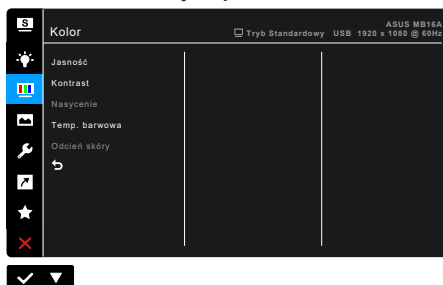 S
Kolor
Tryb Standardowy USB 1920 x 1080 @ 60Hz
ASUS MB16A
Jasność
Kontrast
Nasycenie
Temp. barwowa
Odcień skóry